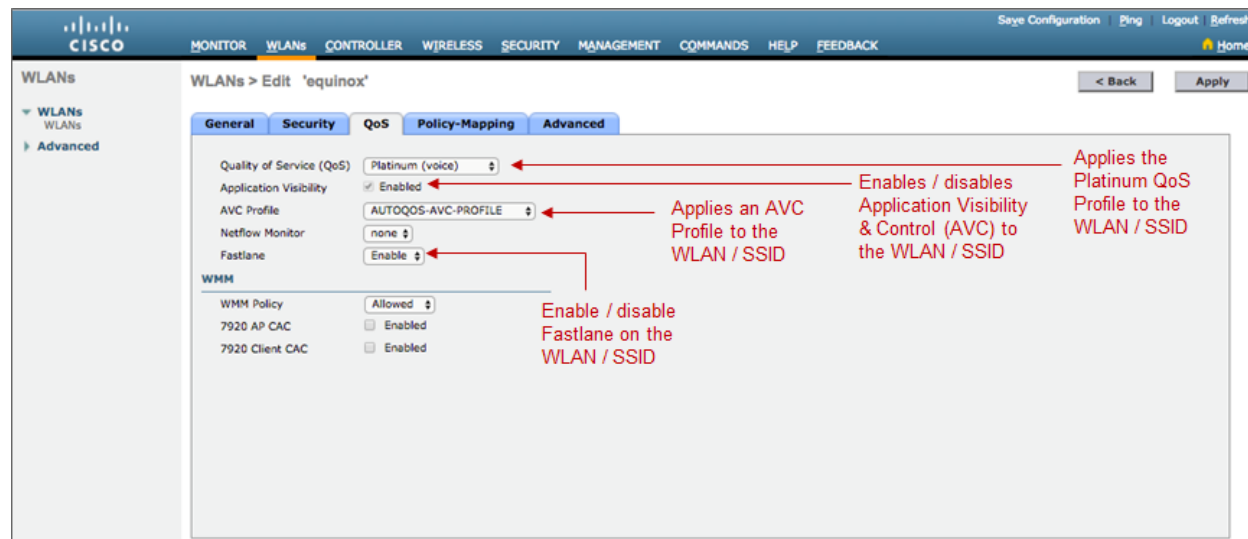 Save Configuration | Ping | Logout | Refresh
CISCO
MONITOR WLANs CONTROLLER WIRELESS SECURITY MANAGEMENT COMMANDS HELP FEEDBACK
Home
WLANs
WLANs
WLANs
Advanced
WLANs > Edit 'equinox'
< Back
Apply
General Security QoS Policy-Mapping Advanced
Quality of Service (QoS) Platinum (voice)
Application Visibility Enabled
AVC Profile AUTOQOS-AVC-PROFILE
Netflow Monitor none
Fastlane Enable
WMM
WMM Policy Allowed
7920 AP CAC Enabled
7920 Client CAC Enabled
Enable / disable
Fastlane on the
WLAN / SSID
Applies an AVC
Profile to the
WLAN / SSID
Enables / disables
Application Visibility
& Control (AVC) to
the WLAN / SSID
Applies the
Platinum QoS
Profile to the
WLAN / SSID